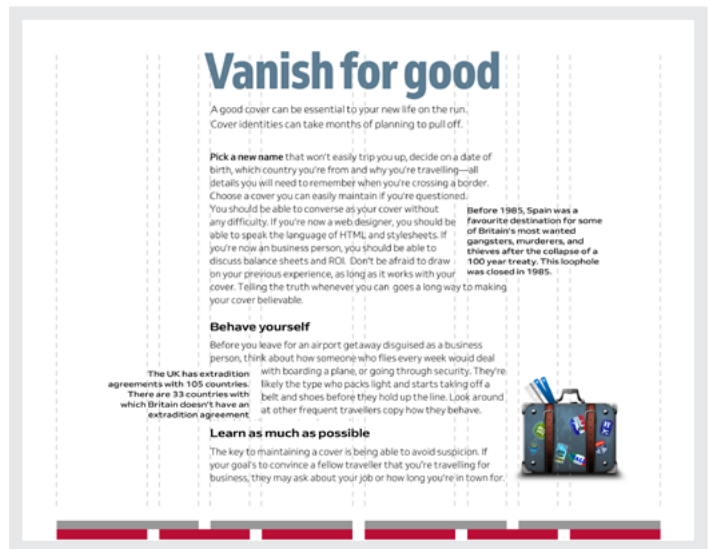 Vanish for good
A good cover can be essential to your new life on the run.
Cover identities can take months of planning to pull off.
Pick a new name that won't easily trip you up, decide on a date of
birth, which country you're from and why you're travelling—all
details you will need to remember when you're crossing a border.
Choose a cover you can easily maintain if you're questioned.
You should be able to converse as your cover without
any difficulty. If you're now a web designer, you should be
able to speak the language of HTML and stylesheets. If
you're now an business person, you should be able to
discuss balance sheets and ROI. Don't be afraid to draw
on your previous experience, as long as it works with your
cover. Telling the truth whenever you can goes a long way to making
your cover believable.
Before 1985, Spain was a
favourite destination for some
of Britain's most wanted
gangsters, murderers, and
thieves after the collapse of a
100 year treaty. This loophole
was closed in 1985.
Behave yourself
Before you leave for an airport getaway disguised as a business
person, think about how someone who flies every week would deal
with boarding a plane, or going through security. They're
likely the type who packs light and starts taking off a
belt and shoes before they hold up the line. Look around
at other frequent travellers copy how they behave.
The UK has extradition
agreements with 105 countries.
There are 33 countries with
which Britain doesn't have an
extradition agreement
Learn as much as possible
The key to maintaining a cover is being able to avoid suspicion. If
your goal's to convince a fellow traveller that you're travelling for
business, they may ask about your job or how long you're in town for.